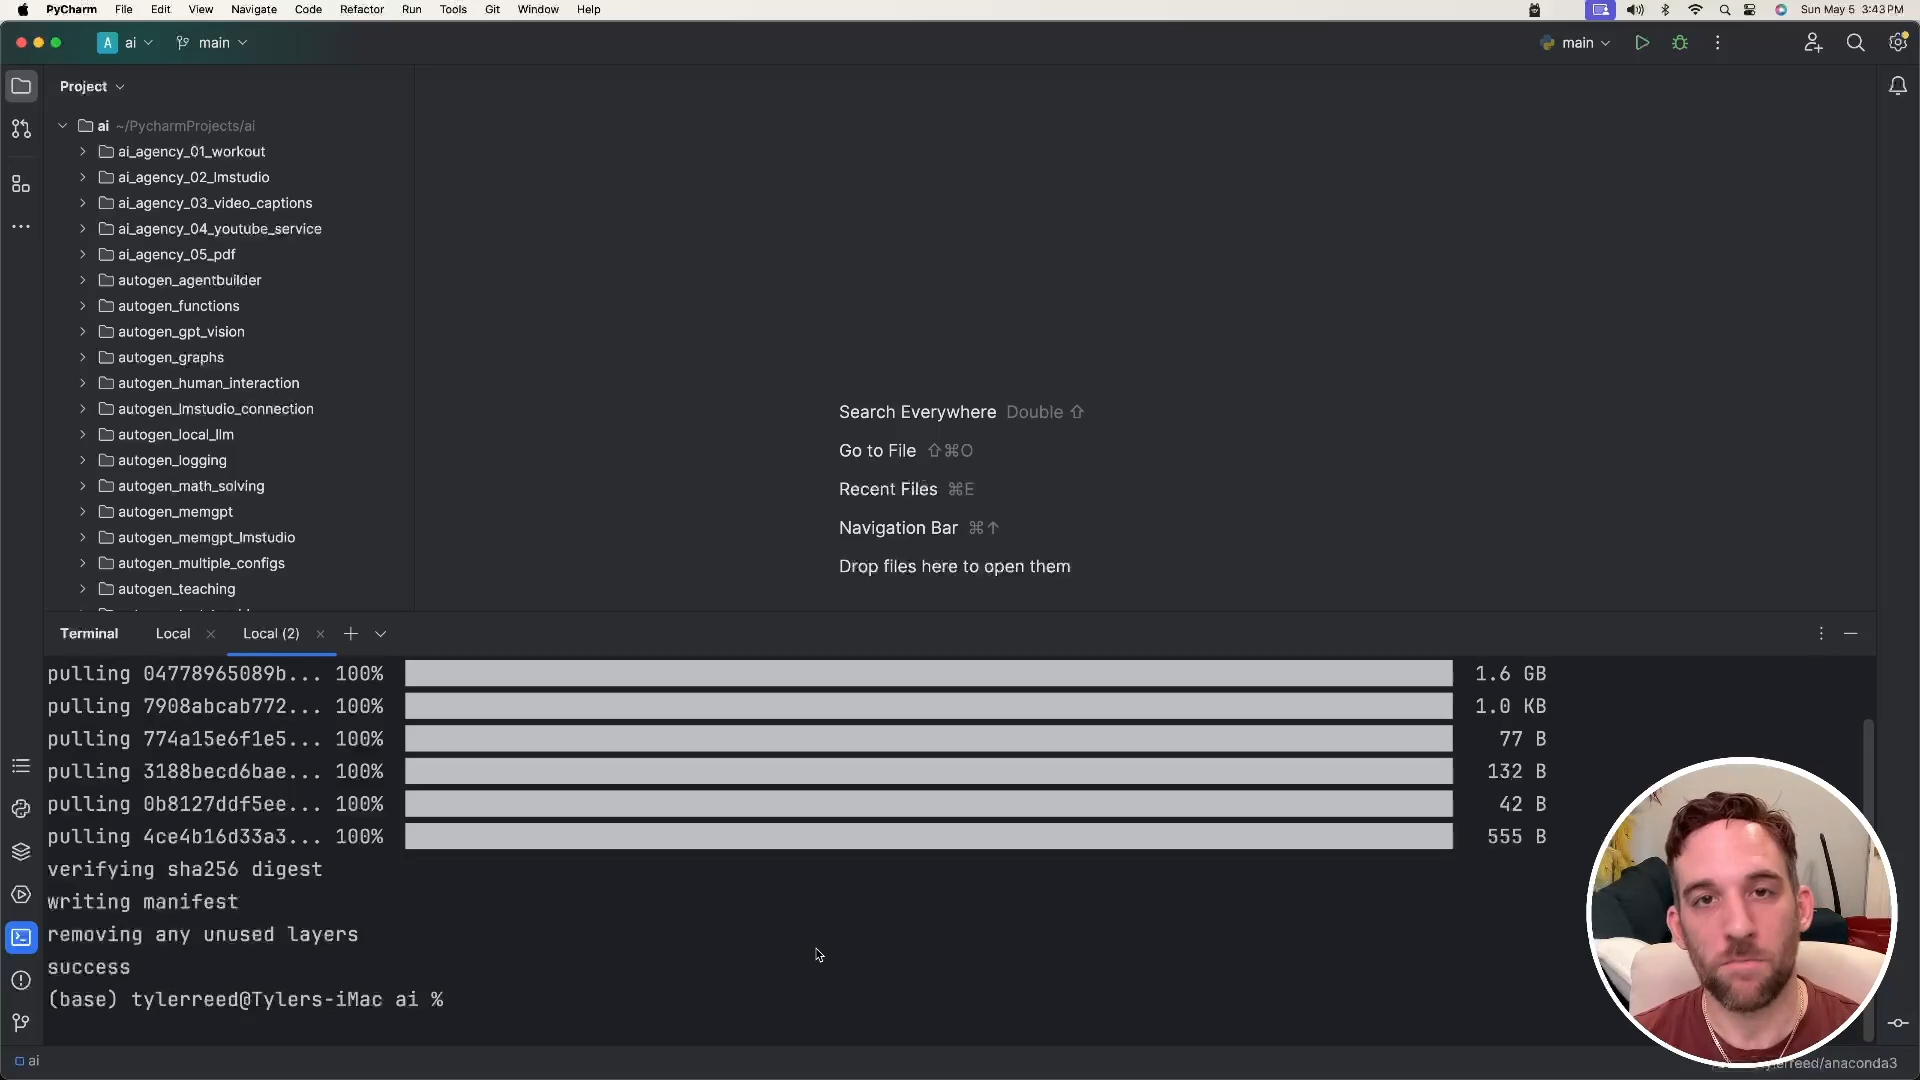 PyCharm File Edit View Navigate Code Refactor Run Tools Git Window Help Sun May 5 3:43 PM
A ai main main
Project
ai ~/PycharmProjects/ai
ai_agency_01_workout
ai_agency_02_lmstudio
ai_agency_03_video_captions
ai_agency_04_youtube_service
ai_agency_05_pdf
autogen_agentbuilder
autogen_functions
autogen_gpt_vision
autogen_graphs
autogen_human_interaction
autogen_lmstudio_connection
autogen_local_llm
autogen_logging
autogen_math_solving
autogen_memgpt
autogen_memgpt_lmstudio
autogen_multiple_configs
autogen_teaching
Search Everywhere Double ⇧
Go to File ⇧⌘O
Recent Files ⌘E
Navigation Bar ⌘↑
Drop files here to open them
Terminal Local Local (2)
pulling 04778965089b... 100% 1.6 GB
pulling 7908abcab772... 100% 1.0 KB
pulling 774a15e6f1e5... 100% 77 B
pulling 3188becd6bae... 100% 132 B
pulling 0b8127ddf5ee... 100% 42 B
pulling 4ce4b16d33a3... 100% 555 B
verifying sha256 digest
writing manifest
removing any unused layers
success
(base) tylerreed@Tylers-iMac ai %
ai
/anaconda3